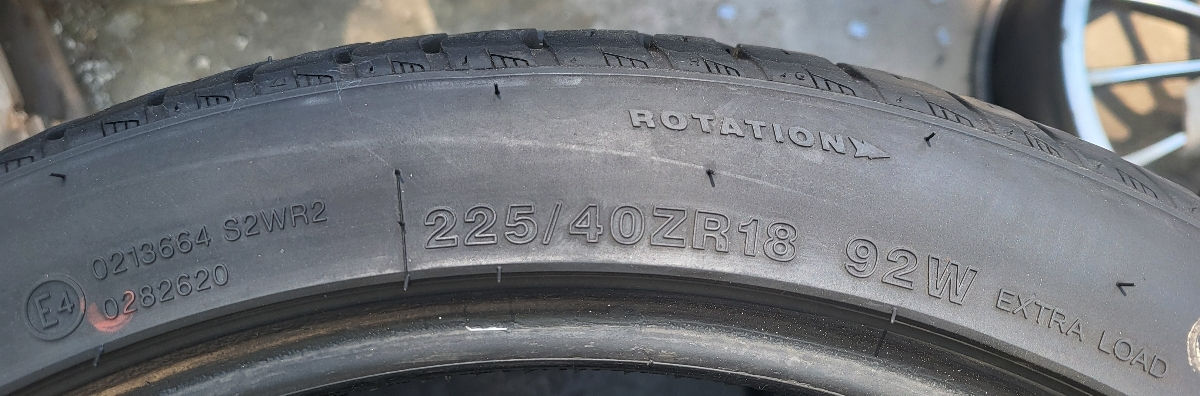 ROTATION
E4
0213664 S2WR2
0282620
225/40ZR18 92W EXTRA LOAD